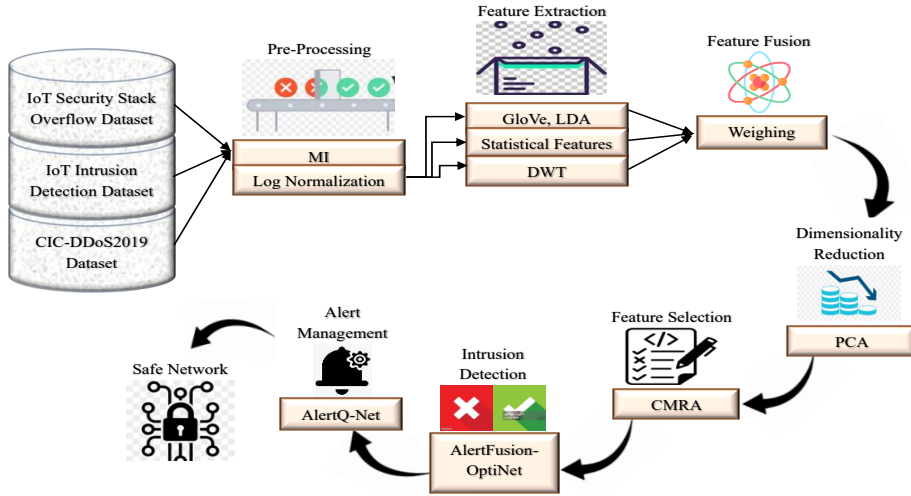 IoT Security Stack
Overflow Dataset
IoT Intrusion
Detection Dataset
CIC-DDoS2019
Dataset
Pre-Processing
MI
Log Normalization
Feature Extraction
GloVe, LDA
Statistical Features
DWT
Feature Fusion
Weighing
Dimensionality
Reduction
PCA
Feature Selection
</>
CMRA
Intrusion
Detection
AlertFusion-
OptiNet
Alert
Management
AlertQ-Net
Safe Network